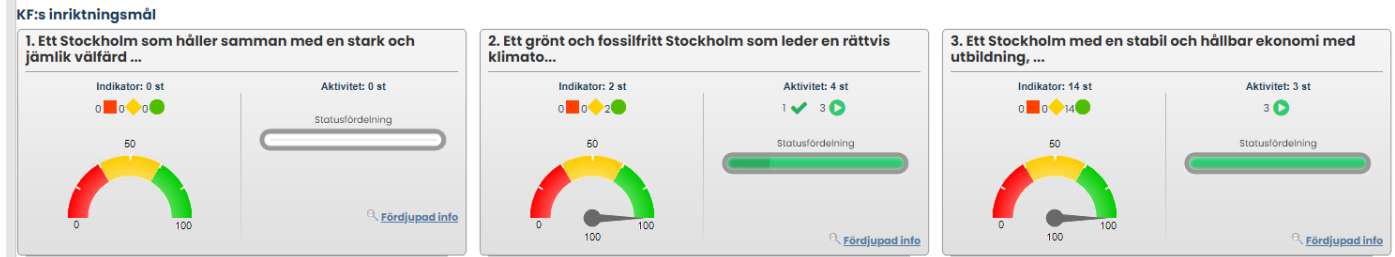 KF:s inriktningsmål
1. Ett Stockholm som håller samman med en stark och
jämlik välfärd ...
Indikator: 0 st
0 0 0
50
0 100
Aktivitet: 0 st
Statusfördelning
Fördjupad info
2. Ett grönt och fossilfritt Stockholm som leder en rättvis
klimato...
Indikator: 2 st
0 0 2
50
0 100
100
Aktivitet: 4 st
1 3
Statusfördelning
Fördjupad info
3. Ett Stockholm med en stabil och hållbar ekonomi med
utbildning, ...
Indikator: 14 st
0 0 14
50
0 100
100
Aktivitet: 3 st
3
Statusfördelning
Fördjupad info